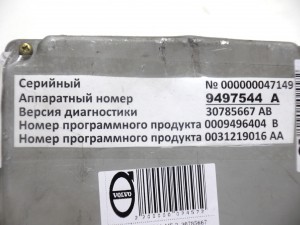 Серийный № 000000047149
Аппаратный номер 9497544 A
Версия диагностики 30785667 AB
Номер программного продукта 0009496404 B
Номер программного продукта 0031219016 AA
VOLVO